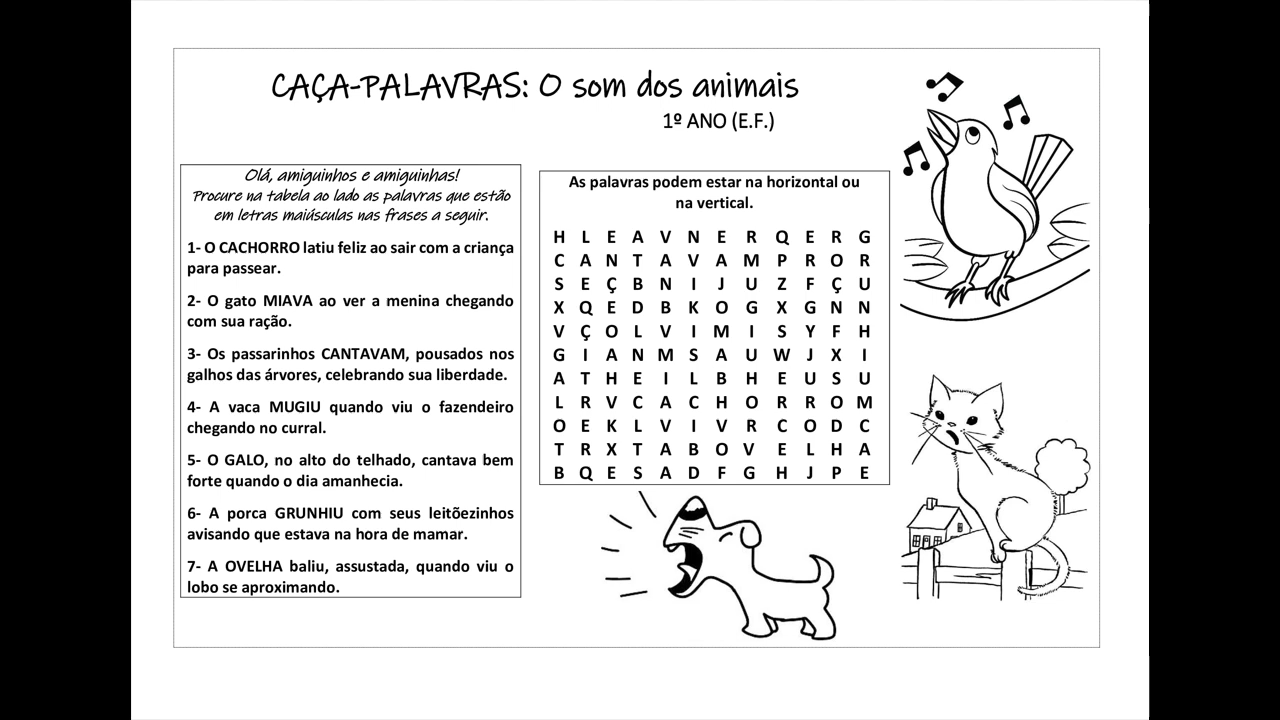 CAÇA-PALAVRAS: O som dos animais
1º ANO (E.F.)
Olá, amiguinhos e amiguinhas!
Procure na tabela ao lado as palavras que estão
em letras maiúsculas nas frases a seguir.
1- O CACHORRO latiu feliz ao sair com a criança
para passear.
2- O gato MIAVA ao ver a menina chegando
com sua ração.
3- Os passarinhos CANTAVAM, pousados nos
galhos das árvores, celebrando sua liberdade.
4- A vaca MUGIU quando viu o fazendeiro
chegando no curral.
5- O GALO, no alto do telhado, cantava bem
forte quando o dia amanhecia.
6- A porca GRUNHIU com seus leitõezinhos
avisando que estava na hora de mamar.
7- A OVELHA baliu, assustada, quando viu o
lobo se aproximando.
As palavras podem estar na horizontal ou
na vertical.
H L E A V N E R Q E R G
C A N T A V A M P R O R
S E Ç B N I J U Z F Ç U
X Q E D B K O G X G N N
V Ç O L V I M I S Y F H
G I A N M S A U W J X I
A T H E I L B H E U S U
L R V C A C H O R R O M
O E K L V I V R C O D C
T R X T A B O V E L H A
B Q E S A D F G H J P E